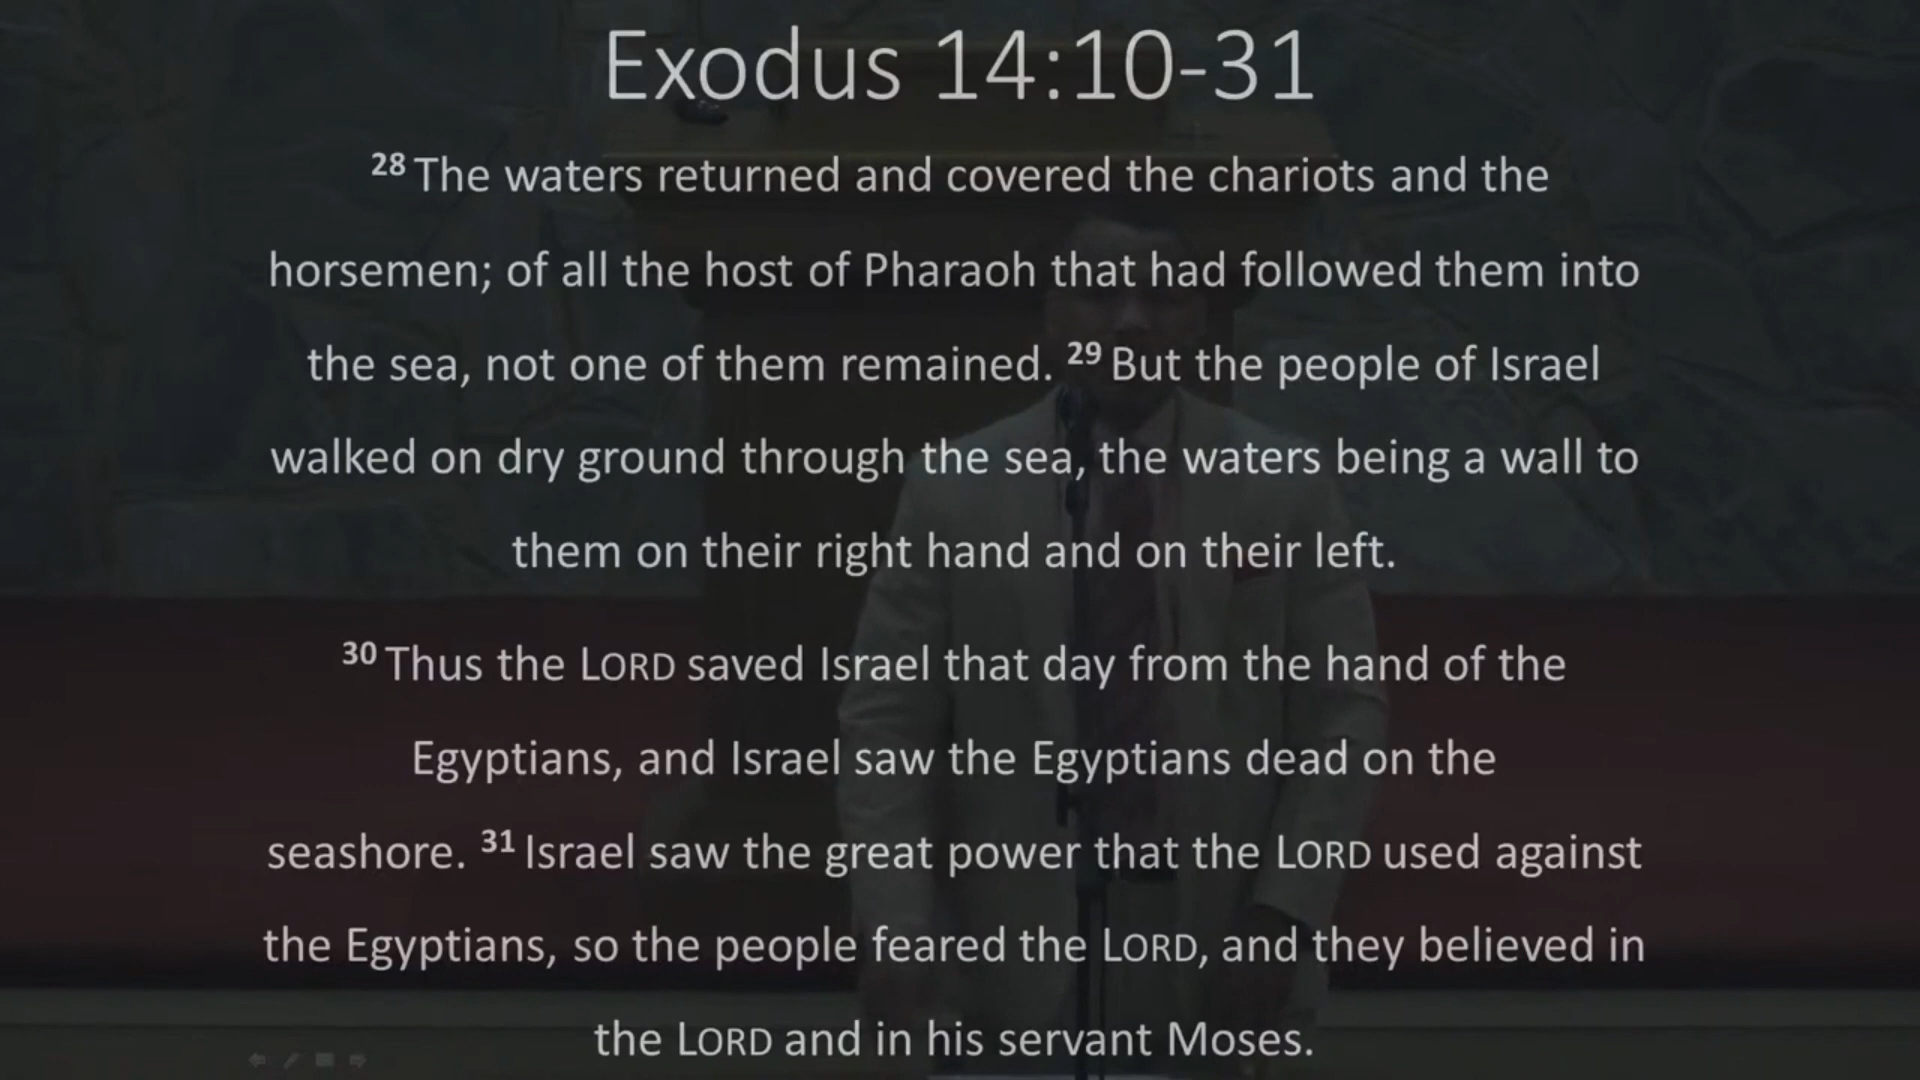 Exodus 14:10-31
28 The waters returned and covered the chariots and the
horsemen; of all the host of Pharaoh that had followed them into
the sea, not one of them remained. 29 But the people of Israel
walked on dry ground through the sea, the waters being a wall to
them on their right hand and on their left.
30 Thus the LORD saved Israel that day from the hand of the
Egyptians, and Israel saw the Egyptians dead on the
seashore. 31 Israel saw the great power that the LORD used against
the Egyptians, so the people feared the LORD, and they believed in
the LORD and in his servant Moses.